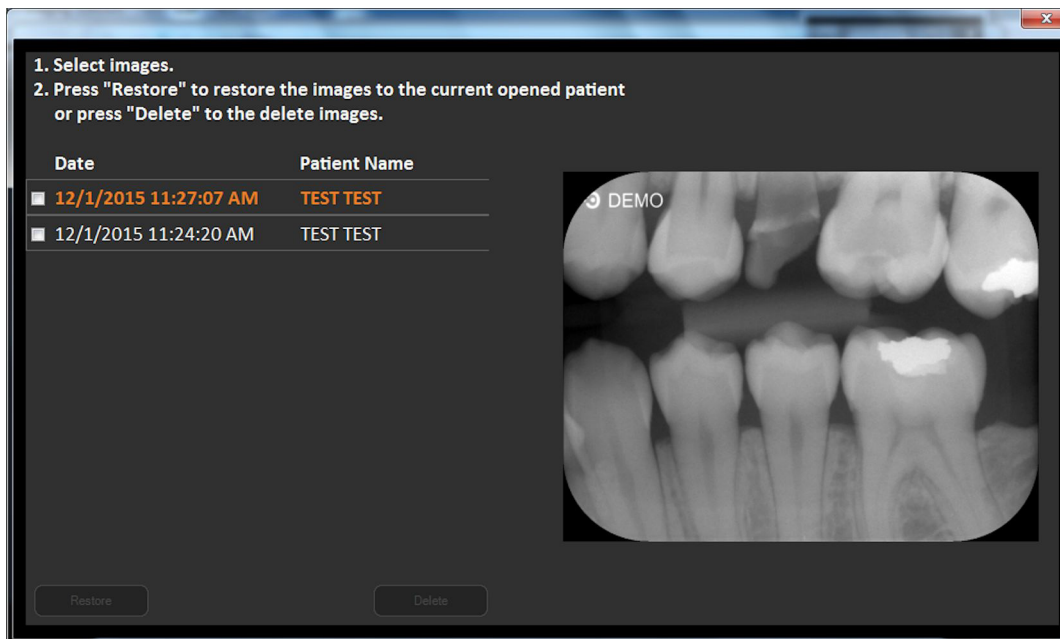 1. Select images.
2. Press "Restore" to restore the images to the current opened patient
or press "Delete" to the delete images.
Date Patient Name
12/1/2015 11:27:07 AM TEST TEST
12/1/2015 11:24:20 AM TEST TEST
DEMO
Restore Delete